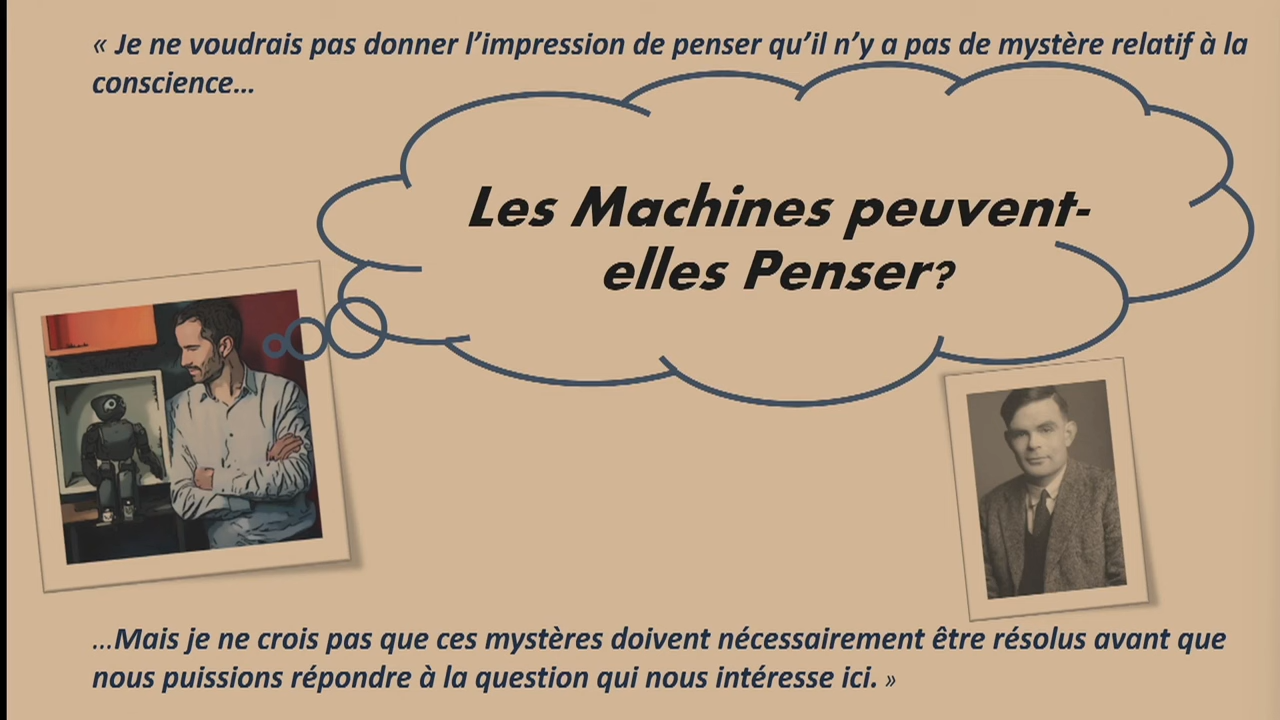 « Je ne voudrais pas donner l’impression de penser qu’il n’y a pas de mystère relatif à la
conscience…
Les Machines peuvent-
elles Penser?
…Mais je ne crois pas que ces mystères doivent nécessairement être résolus avant que
nous puissions répondre à la question qui nous intéresse ici. »